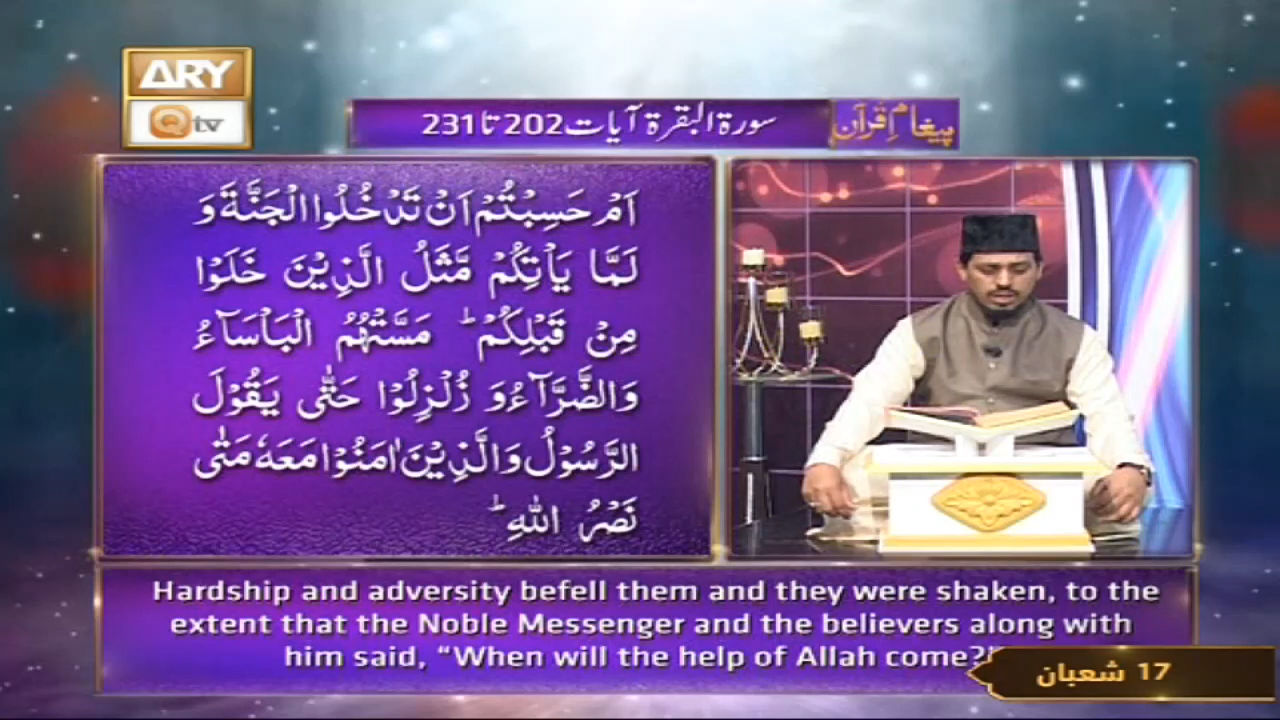 ARY
Qtv
پیغامِ قرآن
سورۃ البقرۃ آیات 202 تا 231
اَمْ حَسِبْتُمْ اَنْ تَدْخُلُوا الْجَنَّةَ وَ
لَمَّا يَاْتِكُمْ مَّثَلُ الَّذِيْنَ خَلَوْا
مِنْ قَبْلِكُمْ ؕ مَسَّتْهُمُ الْبَاْسَآءُ
وَالضَّرَّآءُ وَ زُلْزِلُوْا حَتّٰى يَقُوْلَ
الرَّسُوْلُ وَالَّذِيْنَ اٰمَنُوْا مَعَهٗ مَتٰى
نَصْرُ اللّٰهِ ؕ
Hardship and adversity befell them and they were shaken, to the
extent that the Noble Messenger and the believers along with
him said, “When will the help of Allah come?"
17 شعبان